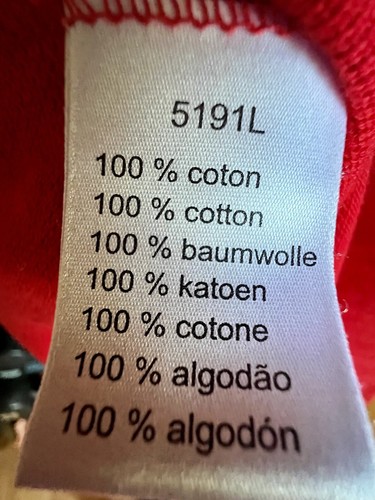 5191L
100 % coton
100 % cotton
100 % baumwolle
100 % katoen
100 % cotone
100 % algodão
100 % algodón